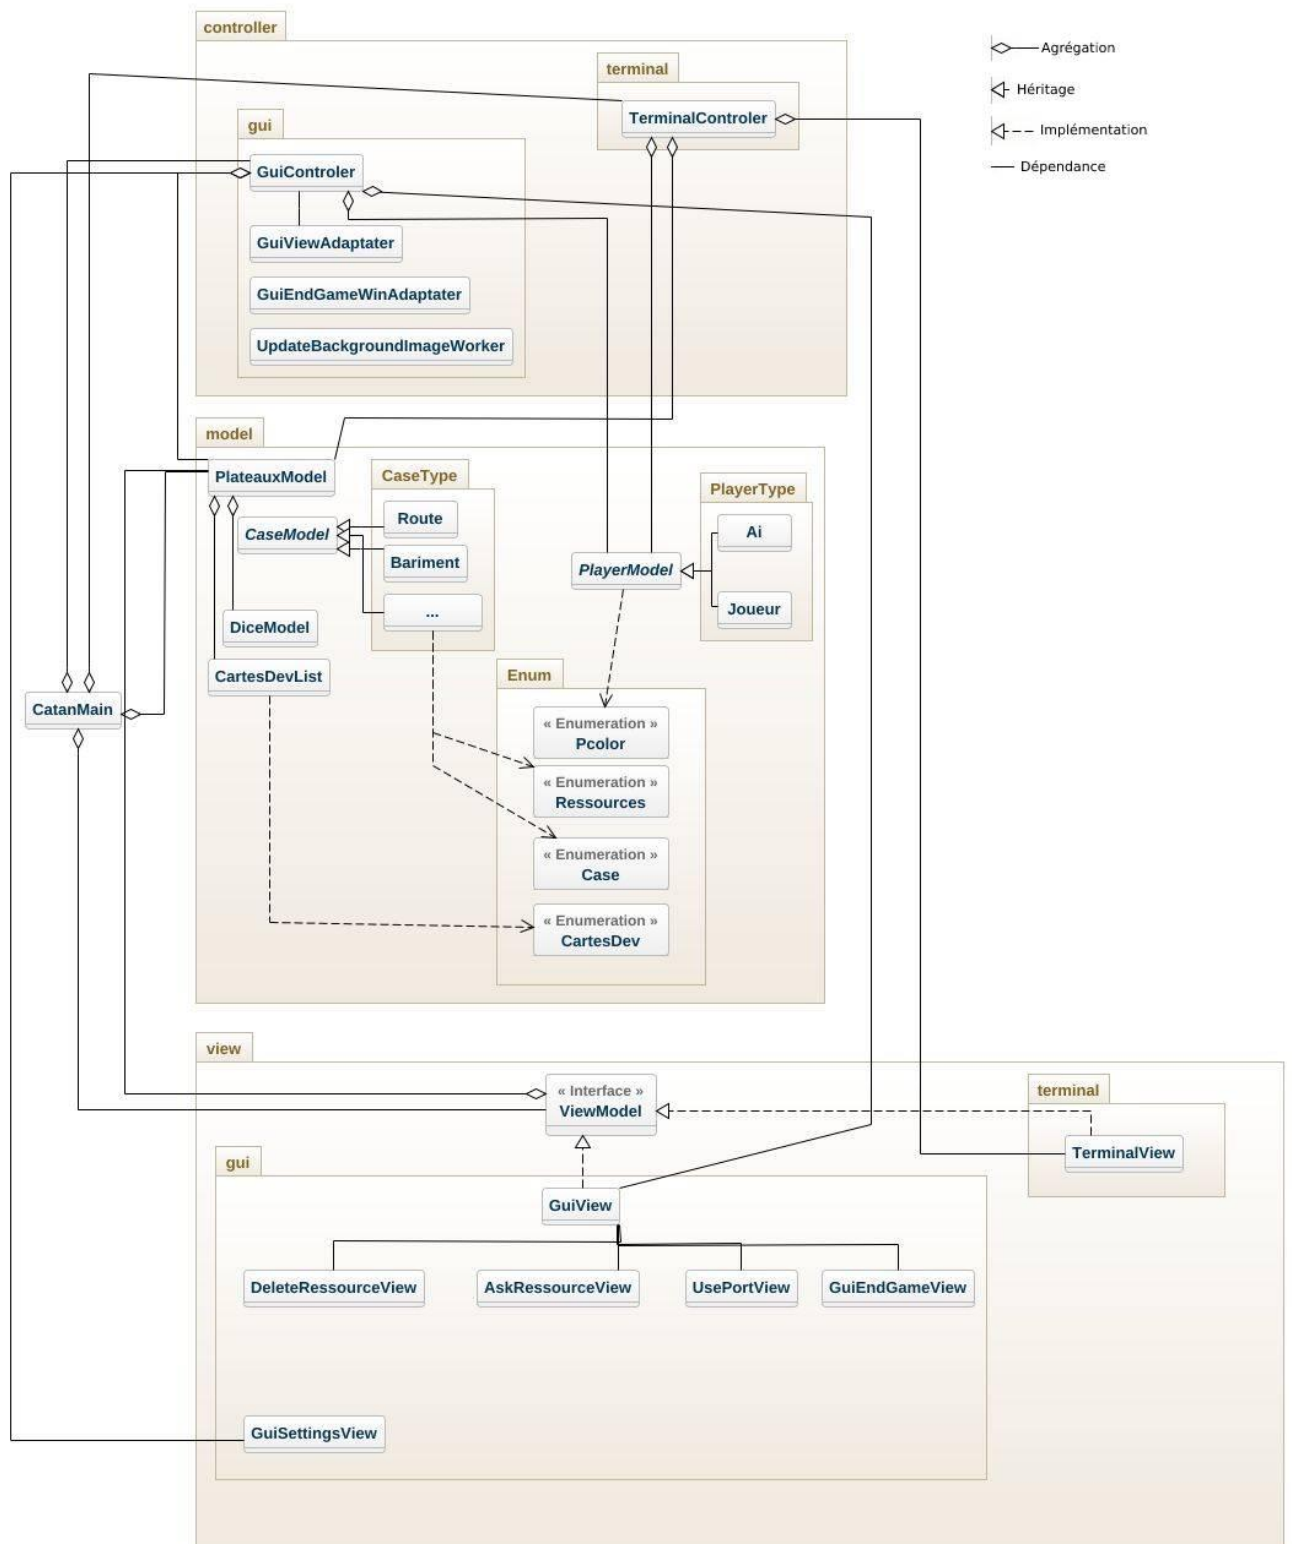 controller
Agrégation
terminal
Héritage
TerminalControler
gui
Implémentation
Dépendance
GuiControler
GuiViewAdaptater
GuiEndGameWinAdaptater
UpdateBackgroundImageWorker
model
PlateauxModel
CaseType
PlayerType
Route
CaseModel
Ai
Bariment
PlayerModel
...
Joueur
DiceModel
CartesDevList
Enum
CatanMain
« Enumeration »
Pcolor
« Enumeration »
Ressources
« Enumeration »
Case
« Enumeration »
CartesDev
view
« Interface »
ViewModel
terminal
TerminalView
gui
GuiView
DeleteRessourceView
AskRessourceView
UsePortView
GuiEndGameView
GuiSettingsView